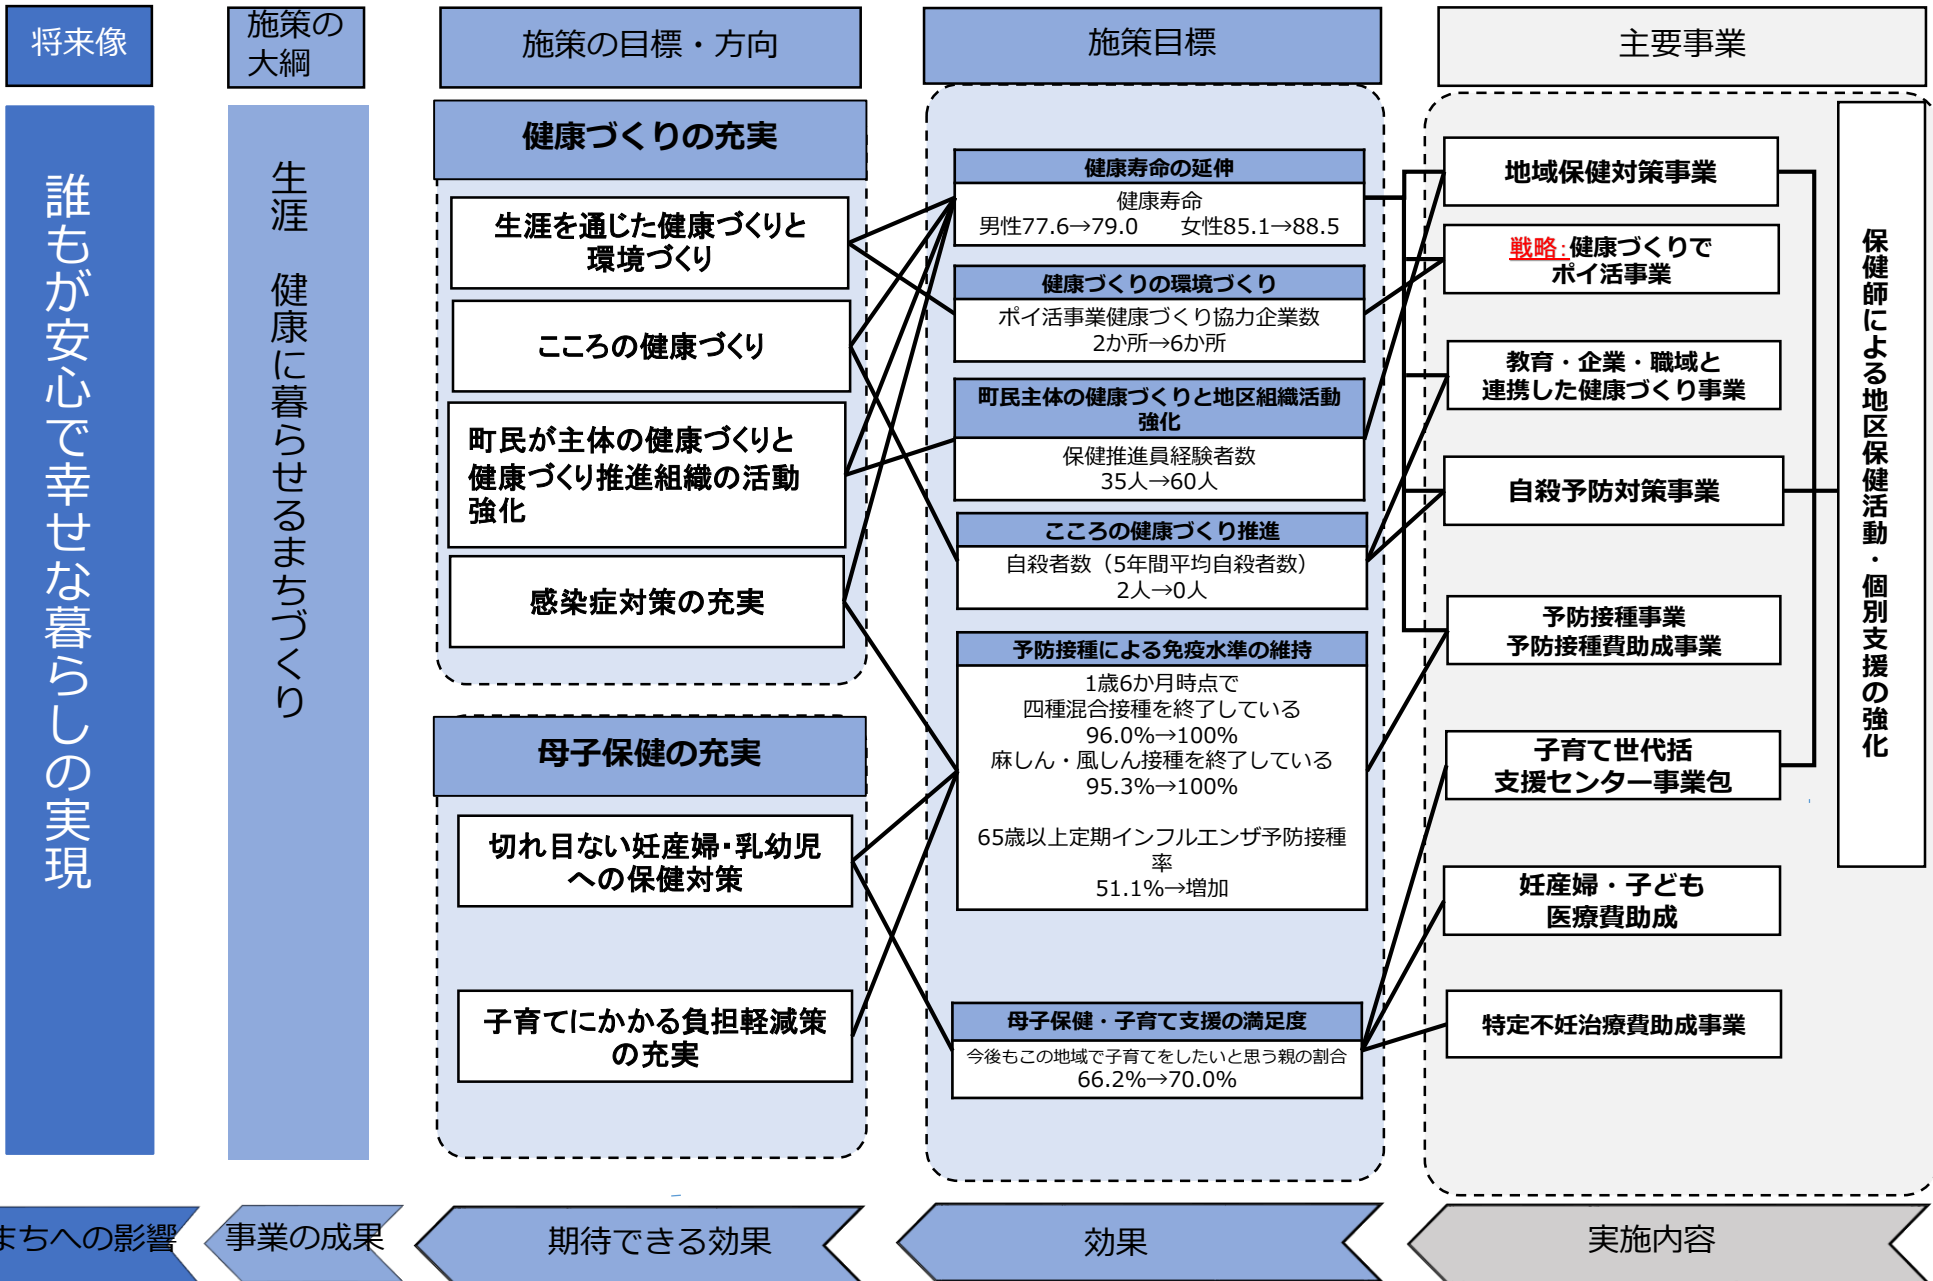 将来像
施策の
大綱
施策の目標・方向
施策目標
主要事業
誰もが安心で幸せな暮らしの実現
生涯　健康に暮らせるまちづくり
健康づくりの充実
生涯を通じた健康づくりと
環境づくり
こころの健康づくり
町民が主体の健康づくりと
健康づくり推進組織の活動
強化
感染症対策の充実
母子保健の充実
切れ目ない妊産婦・乳幼児
への保健対策
子育てにかかる負担軽減策
の充実
健康寿命の延伸
健康寿命
男性77.6→79.0　女性85.1→88.5
健康づくりの環境づくり
ポイ活事業健康づくり協力企業数
2か所→6か所
町民主体の健康づくりと地区組織活動
強化
保健推進員経験者数
35人→60人
こころの健康づくり推進
自殺者数（5年間平均自殺者数）
2人→0人
予防接種による免疫水準の維持
1歳6か月時点で
四種混合接種を終了している
96.0%→100%
麻しん・風しん接種を終了している
95.3%→100%
65歳以上定期インフルエンザ予防接種
率
51.1%→増加
母子保健・子育て支援の満足度
今後もこの地域で子育てをしたいと思う親の割合
66.2%→70.0%
地域保健対策事業
戦略:健康づくりで
ポイ活事業
教育・企業・職域と
連携した健康づくり事業
自殺予防対策事業
予防接種事業
予防接種費助成事業
子育て世代括
支援センター事業包
妊産婦・子ども
医療費助成
特定不妊治療費助成事業
保健師による地区保健活動・個別支援の強化
まちへの影響
事業の成果
期待できる効果
効果
実施内容